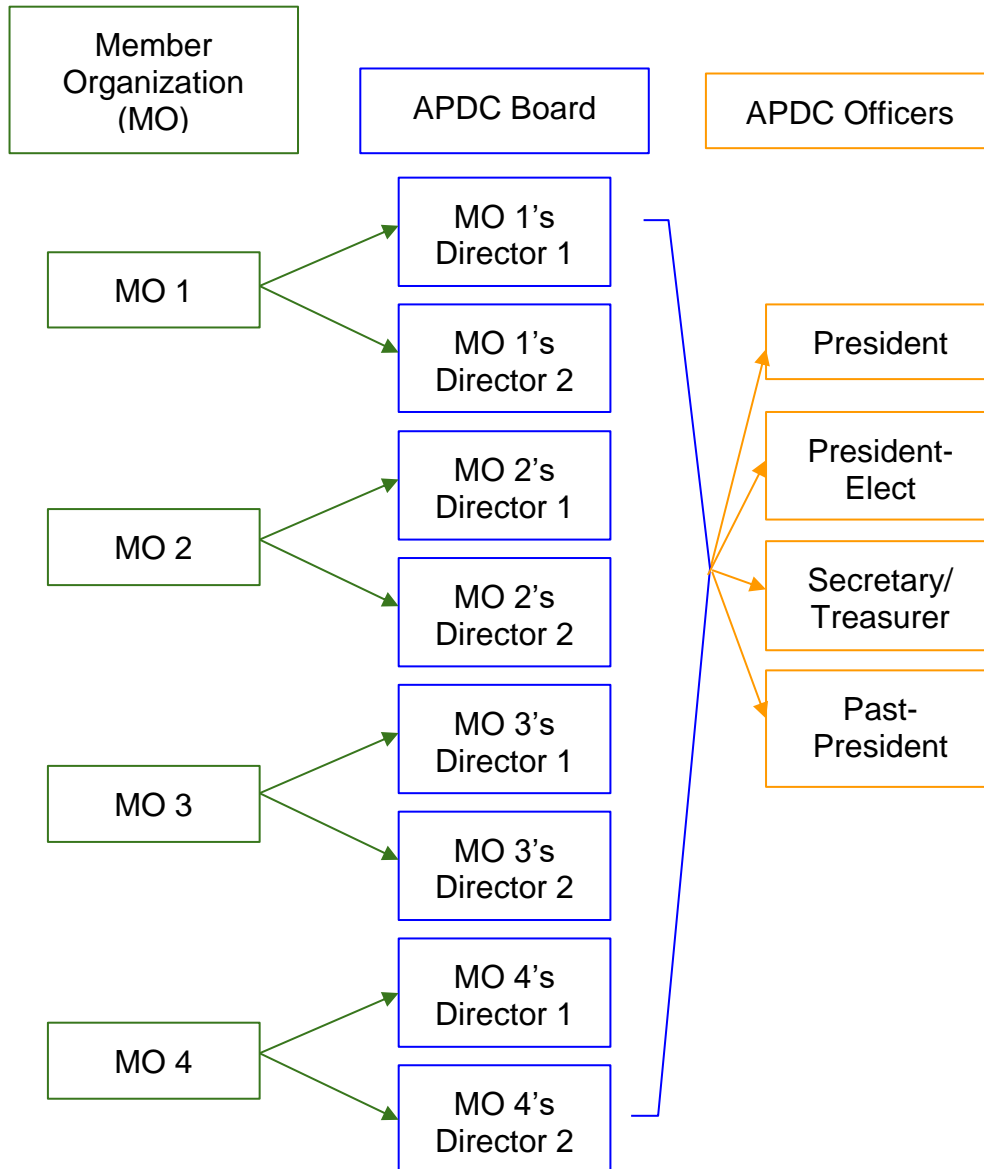 Member
Organization
(MO)
APDC Board
APDC Officers
MO 1
MO 1’s
Director 1
MO 1’s
Director 2
MO 2
MO 2’s
Director 1
MO 2’s
Director 2
MO 3
MO 3’s
Director 1
MO 3’s
Director 2
MO 4
MO 4’s
Director 1
MO 4’s
Director 2
President
President-
Elect
Secretary/
Treasurer
Past-
President